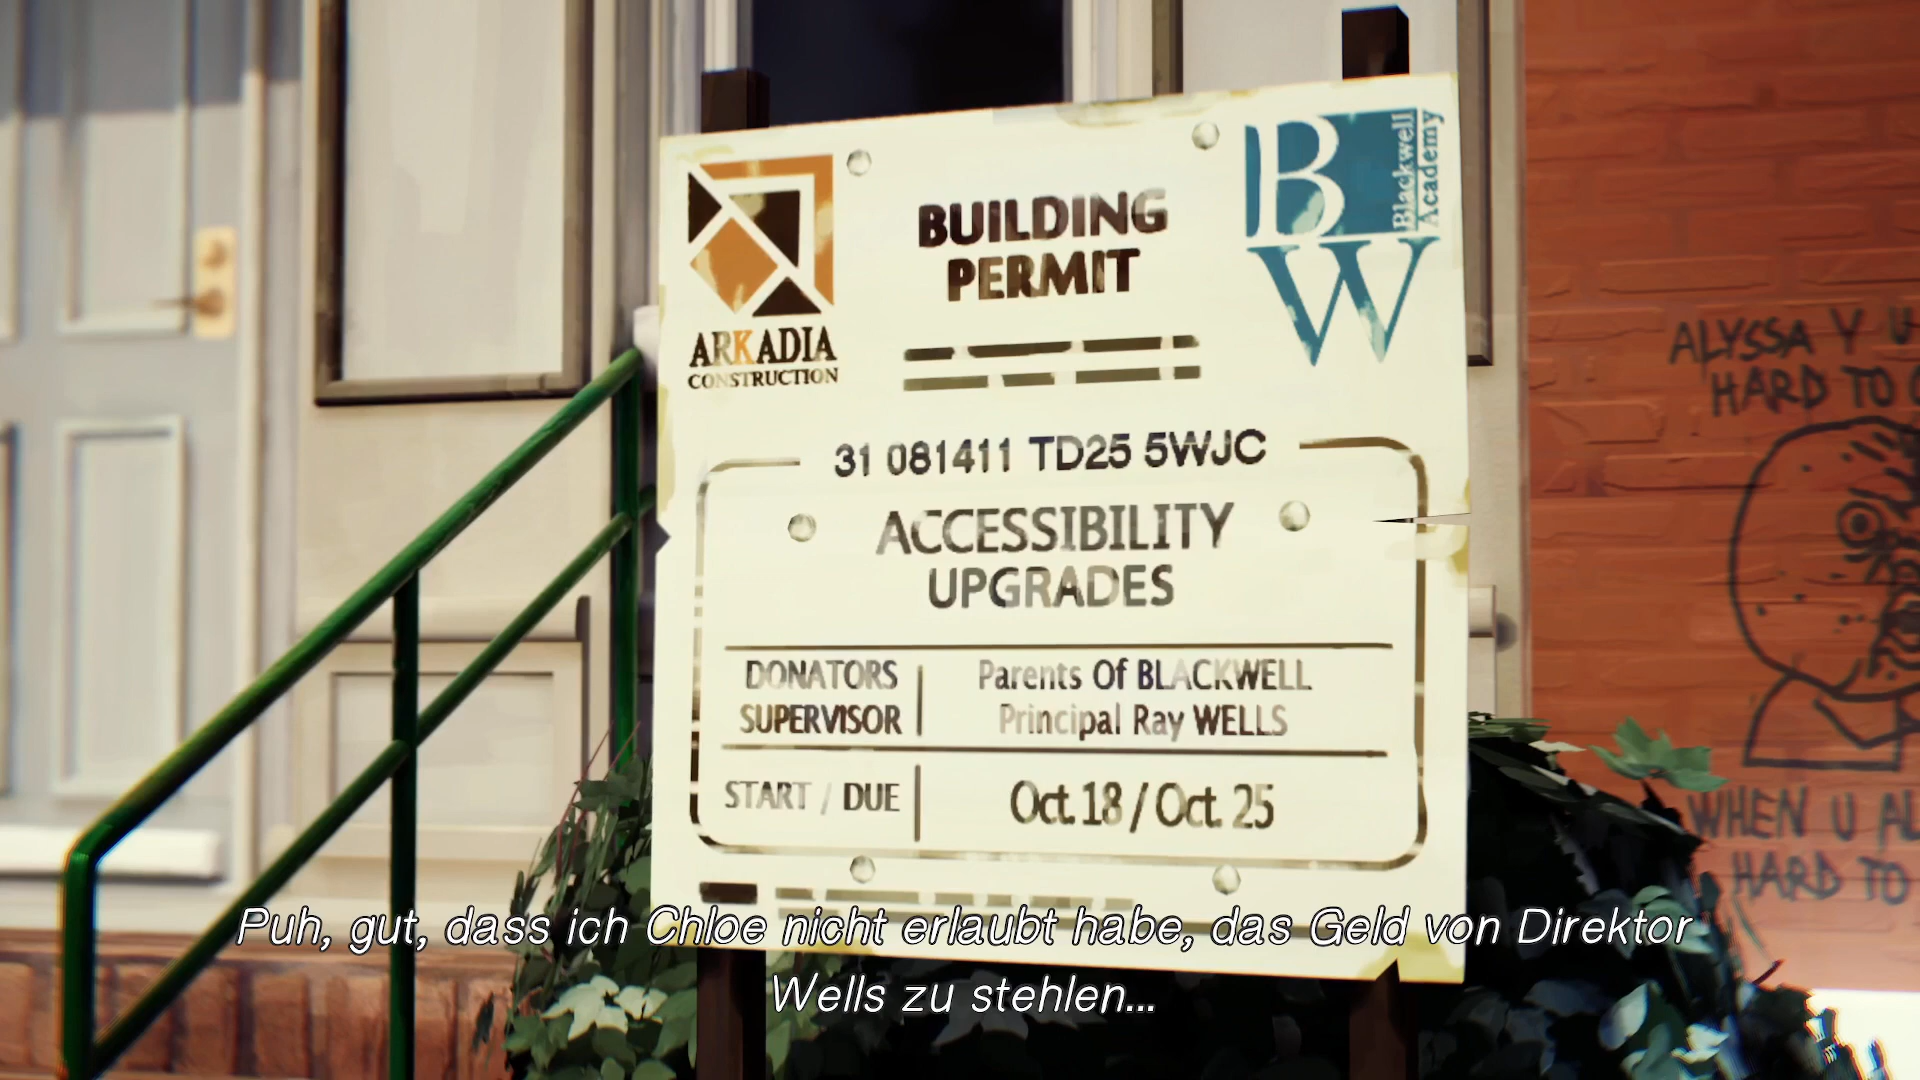 BUILDING
PERMIT
ARKADIA
CONSTRUCTION
B
W
Blackwell
Academy
31 081411 TD25 5WJC
ACCESSIBILITY
UPGRADES
DONATORS Parents Of BLACKWELL
SUPERVISOR Principal Ray WELLS
START / DUE Oct. 18 / Oct. 25
ALYSSA Y U
HARD TO
WHEN U
HARD TO
Puh, gut, dass ich Chloe nicht erlaubt habe, das Geld von Direktor
Wells zu stehlen...